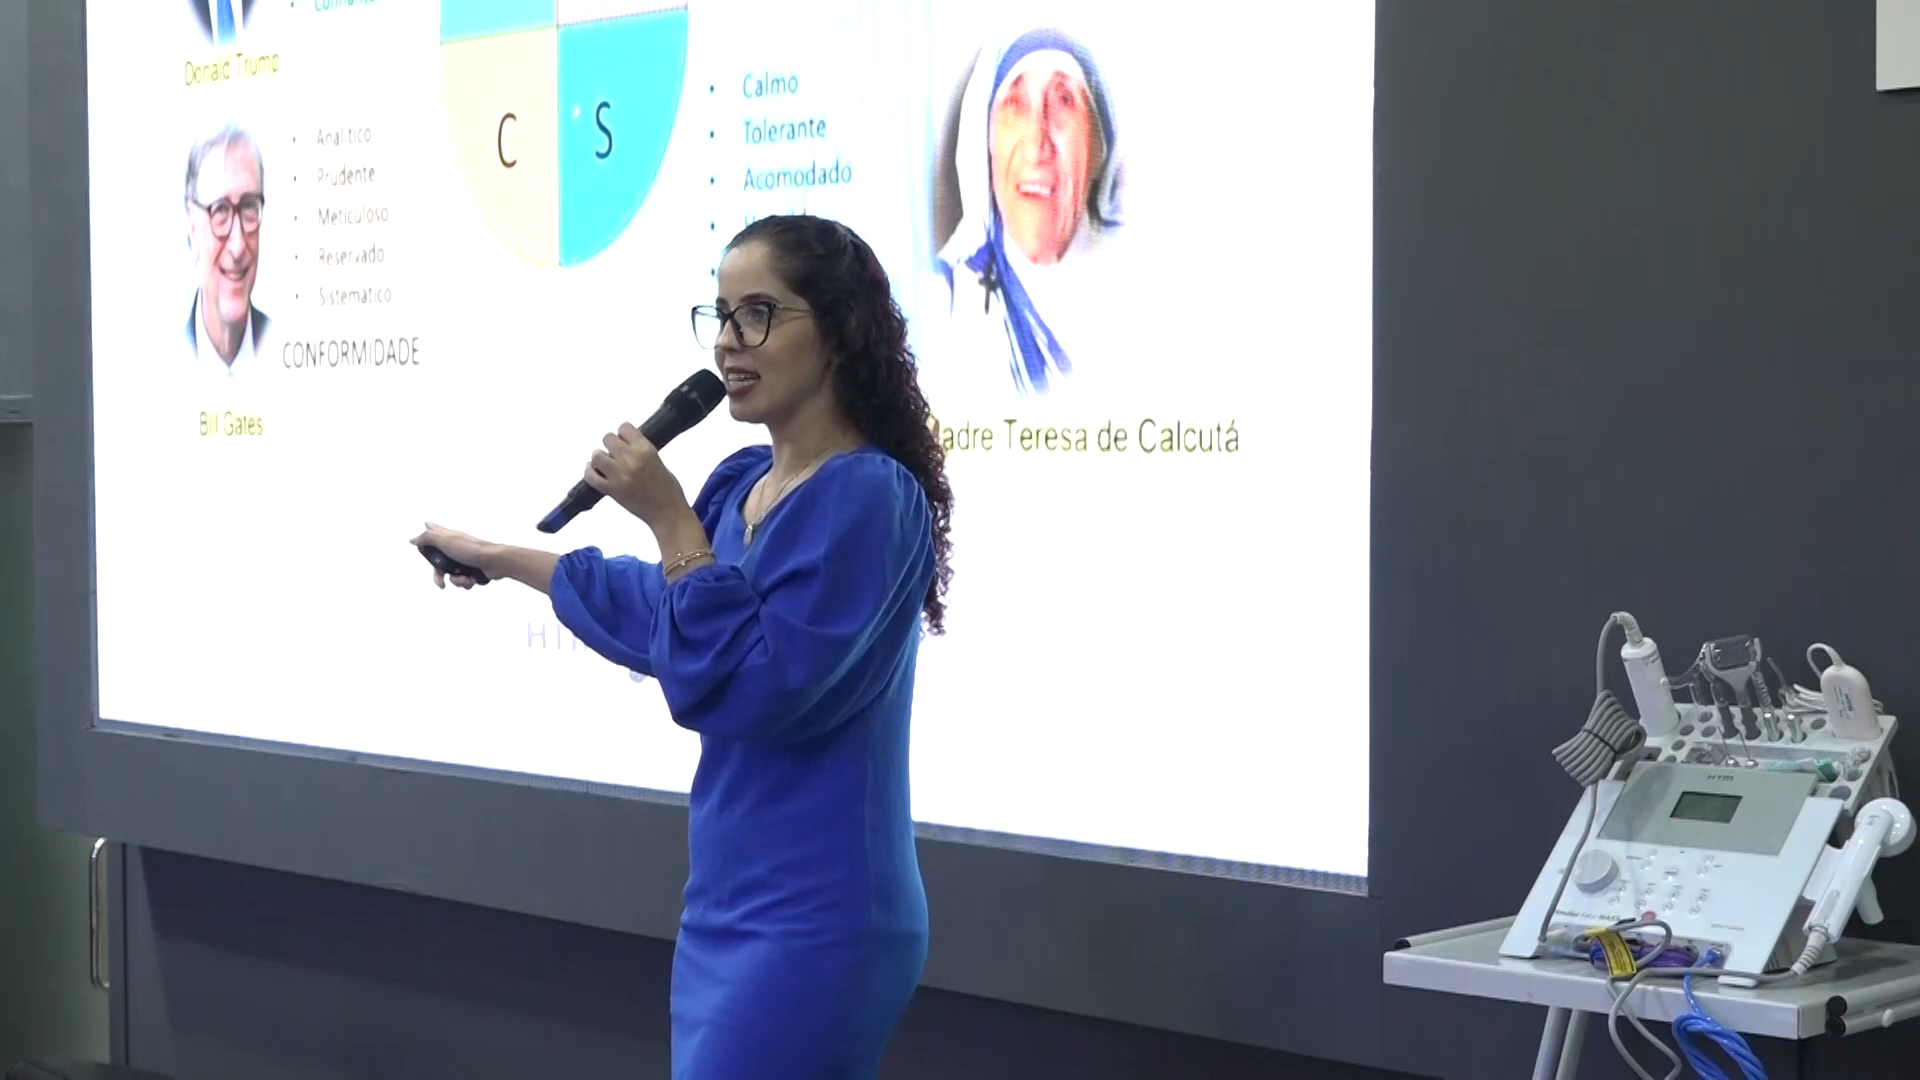 Donald Trump
C
S
Analítico
Prudente
Meticuloso
Reservado
Sistemático
CONFORMIDADE
Bill Gates
Calmo
Tolerante
Acomodado
adre Teresa de Calcutá
HTM